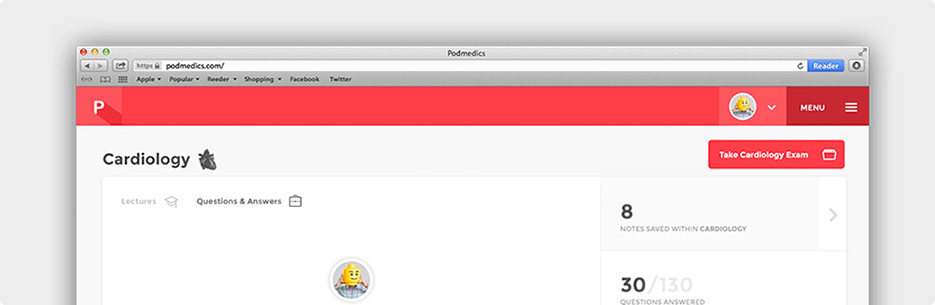 Podmedics
https podmedics.com/ Reader
Apple Popular Reeder Shopping Facebook Twitter
P MENU
Cardiology Take Cardiology Exam
Lectures Questions & Answers
8
NOTES SAVED WITHIN CARDIOLOGY
30/130
QUESTIONS ANSWERED